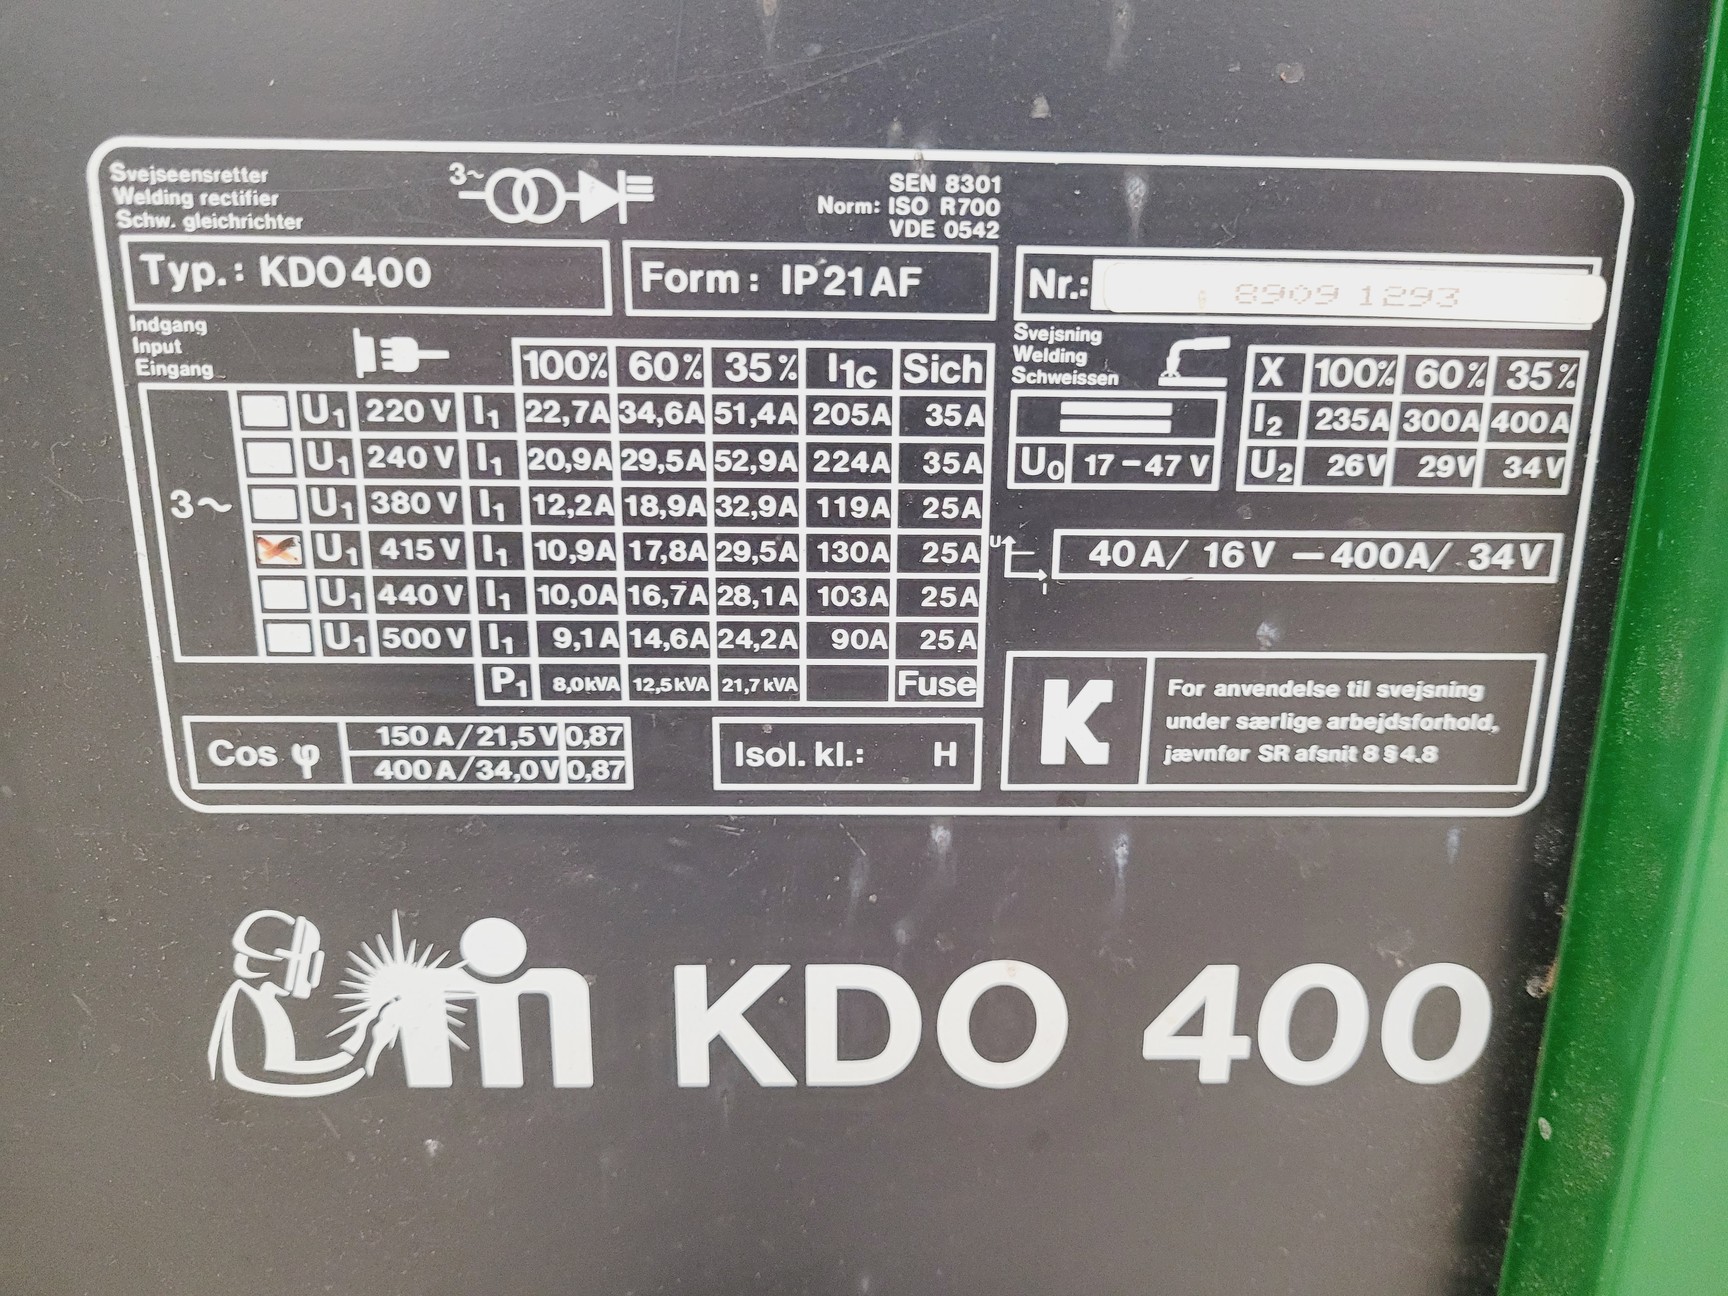 Svejseensretter
Welding rectifier
Schw. gleichrichter
3~
SEN 8301
Norm: ISO R700
VDE 0542
Typ.: KDO 400
Form: IP21AF
Nr.: 8909 1293
Indgang
Input
Eingang
100% 60% 35% I1c Sich
3~
U1 220 V I1 22,7A 34,6A 51,4A 205A 35A
U1 240 V I1 20,9A 29,5A 52,9A 224A 35A
U1 380 V I1 12,2A 18,9A 32,9A 119A 25A
U1 415 V I1 10,9A 17,8A 29,5A 130A 25A
U1 440 V I1 10,0A 16,7A 28,1A 103A 25A
U1 500 V I1 9,1A 14,6A 24,2A 90A 25A
P1 8,0kVA 12,5kVA 21,7kVA Fuse
Cos φ 150A/21,5V 0,87
400A/34,0V 0,87
Isol. kl.: H
Svejsning
Welding
Schweissen
X 100% 60% 35%
I2 235A 300A 400A
U0 17-47 V U2 26V 29V 34V
U
I
40A/ 16V –400A/ 34V
K
For anvendelse til svejsning
under særlige arbejdsforhold,
jævnfør SR afsnit 8 § 4.8
m KDO 400